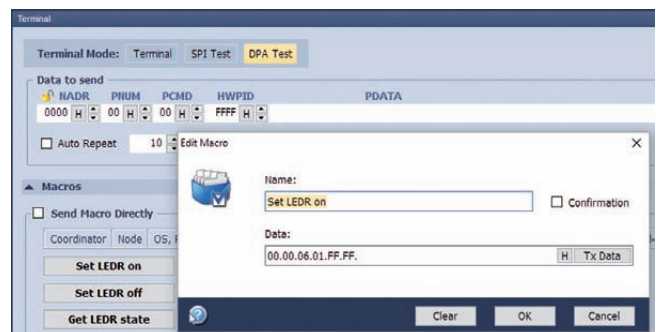 Terminal
Terminal Mode: Terminal SPI Test DPA Test
Data to send
NADR PNUM PCMD HWPID PDATA
0000 H 00 H 00 H FFFF H
Auto Repeat 10
Edit Macro
Name:
Set LEDR on
Confirmation
Data:
00.00.06.01.FF.FF. H Tx Data
Clear OK Cancel
Macros
Send Macro Directly
Coordinator Node OS,
Set LEDR on
Set LEDR off
Get LEDR state